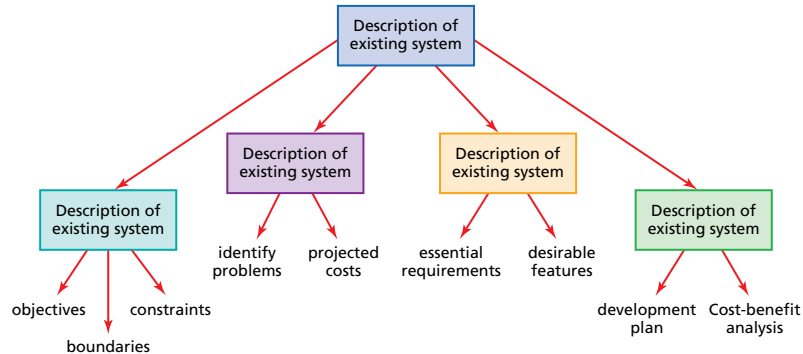 Description of
existing system
Description of
existing system
Description of
existing system
Description of
existing system
Description of
existing system
identify
problems
projected
costs
essential
requirements
desirable
features
objectives
boundaries
constraints
development
plan
Cost-benefit
analysis